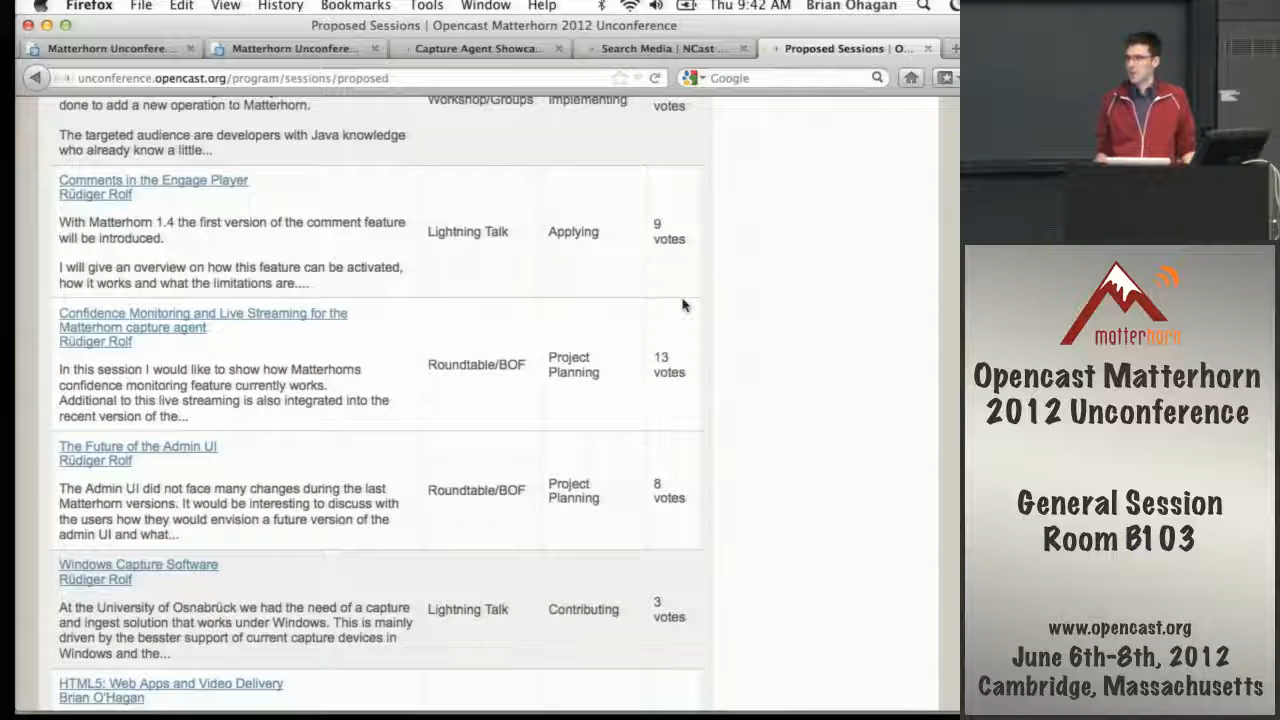 Firefox File Edit View History Bookmarks Tools Window Help Thu 9:42 AM Brian Ohagan
Proposed Sessions | Opencast Matterhorn 2012 Unconference
Matterhorn Unconfere... Matterhorn Unconfere... Capture Agent Showca... Search Media | NCast ... Proposed Sessions | O...
unconference.opencast.org/program/sessions/proposed
Google
done to add a new operation to Matterhorn.
The targeted audience are developers with Java knowledge
who already know a little...
Workshop/Groups
Implementing
votes
Comments in the Engage Player
Rüdiger Rolf
With Matterhorn 1.4 the first version of the comment feature
will be introduced.
I will give an overview on how this feature can be activated,
how it works and what the limitations are....
Lightning Talk
Applying
9
votes
Confidence Monitoring and Live Streaming for the
Matterhorn capture agent
Rüdiger Rolf
In this session I would like to show how Matterhorns
confidence monitoring feature currently works.
Additional to this live streaming is also integrated into the
recent version of the...
Roundtable/BOF
Project
Planning
13
votes
The Future of the Admin UI
Rüdiger Rolf
The Admin UI did not face many changes during the last
Matterhorn versions. It would be interesting to discuss with
the users how they would envision a future version of the
admin UI and what...
Roundtable/BOF
Project
Planning
8
votes
Windows Capture Software
Rüdiger Rolf
At the University of Osnabrück we had the need of a capture
and ingest solution that works under Windows. This is mainly
driven by the besster support of current capture devices in
Windows and the...
Lightning Talk
Contributing
3
votes
HTML5: Web Apps and Video Delivery
Brian O'Hagan
matterhorn
Opencast Matterhorn
2012 Unconference
General Session
Room B103
www.opencast.org
June 6th-8th, 2012
Cambridge, Massachusetts